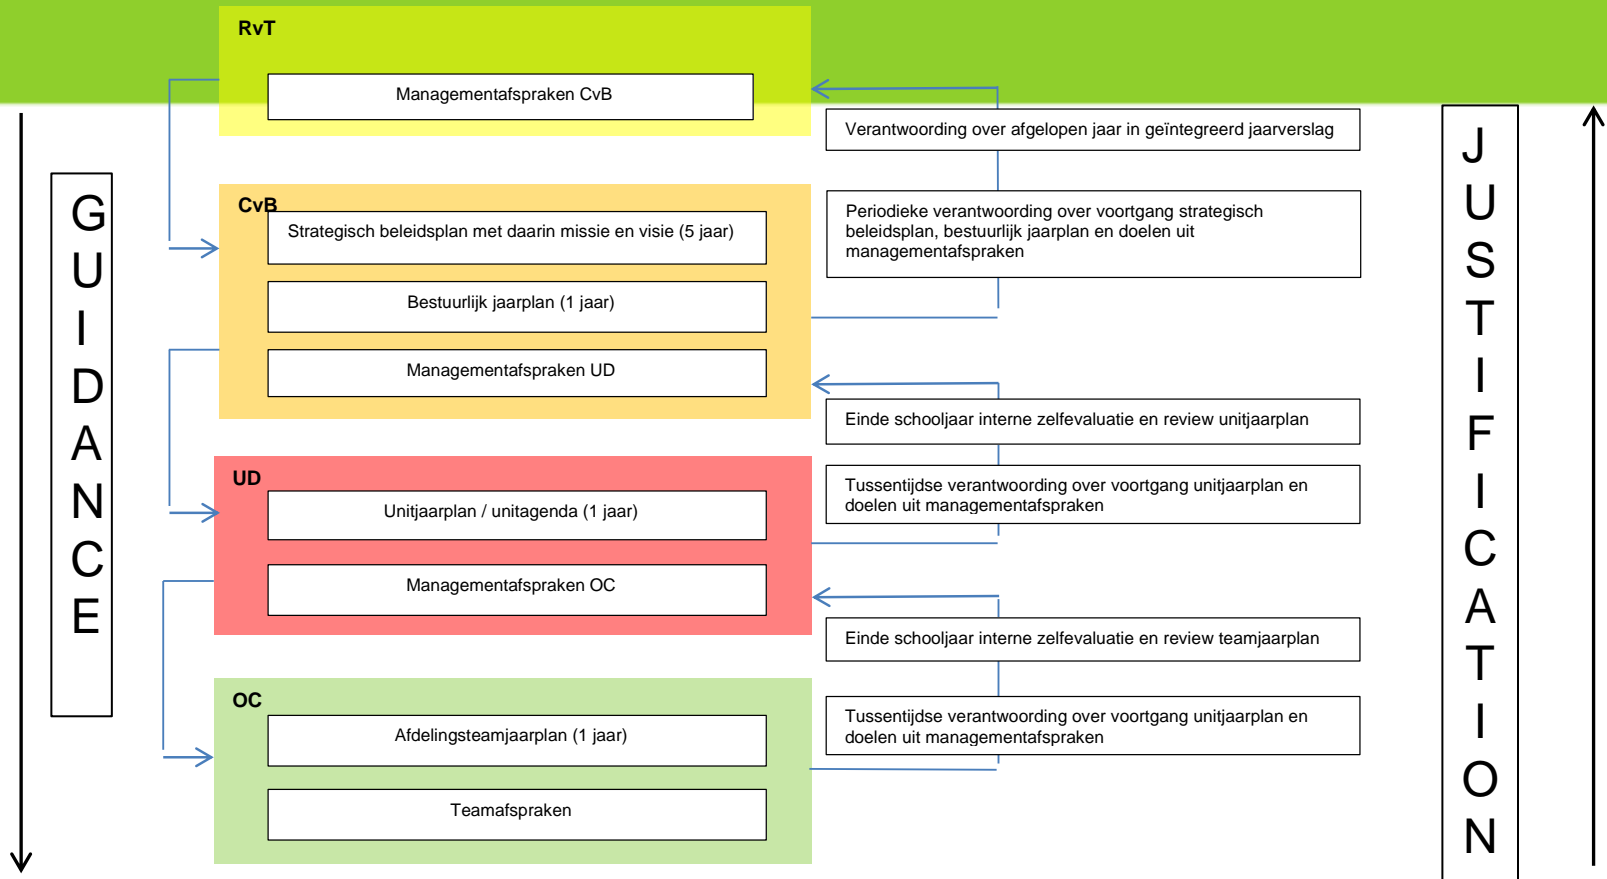 RvT
Managementafspraken CvB
Verantwoording over afgelopen jaar in geïntegreerd jaarverslag
GUIDANCE
JUSTIFICATION
CvB
Strategisch beleidsplan met daarin missie en visie (5 jaar)
Periodieke verantwoording over voortgang strategisch
beleidsplan, bestuurlijk jaarplan en doelen uit
managementafspraken
Bestuurlijk jaarplan (1 jaar)
Managementafspraken UD
Einde schooljaar interne zelfevaluatie en review unitjaarplan
UD
Unitjaarplan / unitagenda (1 jaar)
Tussentijdse verantwoording over voortgang unitjaarplan en
doelen uit managementafspraken
Managementafspraken OC
Einde schooljaar interne zelfevaluatie en review teamjaarplan
OC
Afdelingsteamjaarplan (1 jaar)
Tussentijdse verantwoording over voortgang unitjaarplan en
doelen uit managementafspraken
Teamafspraken